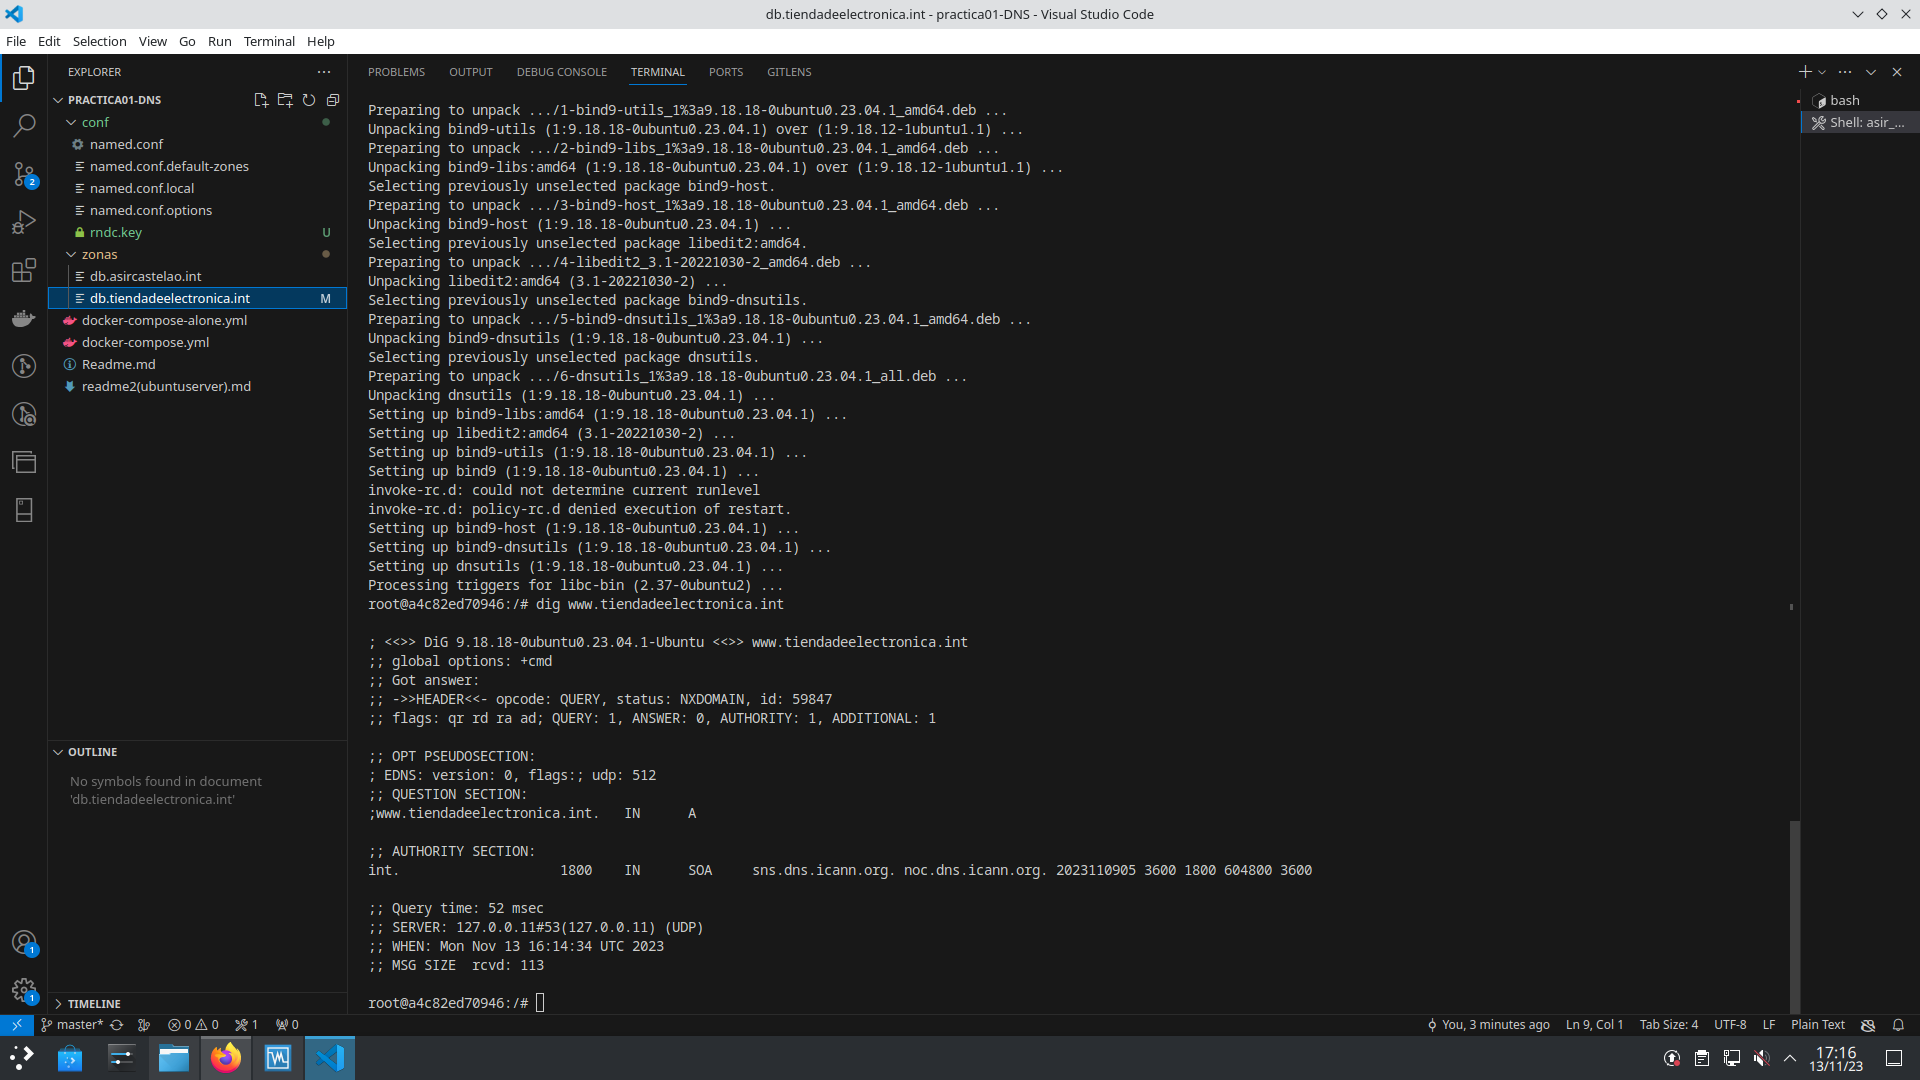 db.tiendadeelectronica.int - practica01-DNS - Visual Studio Code
File Edit Selection View Go Run Terminal Help
EXPLORER
PRACTICA01-DNS
conf
named.conf
named.conf.default-zones
named.conf.local
named.conf.options
rndc.key U
zonas
db.asircastelao.int
db.tiendadeelectronica.int M
docker-compose-alone.yml
docker-compose.yml
Readme.md
readme2(ubuntuserver).md
2
OUTLINE
No symbols found in document
'db.tiendadeelectronica.int'
TIMELINE
1
1
PROBLEMS OUTPUT DEBUG CONSOLE TERMINAL PORTS GITLENS
bash
Shell: asir_...
Preparing to unpack .../1-bind9-utils_1%3a9.18.18-0ubuntu0.23.04.1_amd64.deb ...
Unpacking bind9-utils (1:9.18.18-0ubuntu0.23.04.1) over (1:9.18.12-1ubuntu1.1) ...
Preparing to unpack .../2-bind9-libs_1%3a9.18.18-0ubuntu0.23.04.1_amd64.deb ...
Unpacking bind9-libs:amd64 (1:9.18.18-0ubuntu0.23.04.1) over (1:9.18.12-1ubuntu1.1) ...
Selecting previously unselected package bind9-host.
Preparing to unpack .../3-bind9-host_1%3a9.18.18-0ubuntu0.23.04.1_amd64.deb ...
Unpacking bind9-host (1:9.18.18-0ubuntu0.23.04.1) ...
Selecting previously unselected package libedit2:amd64.
Preparing to unpack .../4-libedit2_3.1-20221030-2_amd64.deb ...
Unpacking libedit2:amd64 (3.1-20221030-2) ...
Selecting previously unselected package bind9-dnsutils.
Preparing to unpack .../5-bind9-dnsutils_1%3a9.18.18-0ubuntu0.23.04.1_amd64.deb ...
Unpacking bind9-dnsutils (1:9.18.18-0ubuntu0.23.04.1) ...
Selecting previously unselected package dnsutils.
Preparing to unpack .../6-dnsutils_1%3a9.18.18-0ubuntu0.23.04.1_all.deb ...
Unpacking dnsutils (1:9.18.18-0ubuntu0.23.04.1) ...
Setting up bind9-libs:amd64 (1:9.18.18-0ubuntu0.23.04.1) ...
Setting up libedit2:amd64 (3.1-20221030-2) ...
Setting up bind9-utils (1:9.18.18-0ubuntu0.23.04.1) ...
Setting up bind9 (1:9.18.18-0ubuntu0.23.04.1) ...
invoke-rc.d: could not determine current runlevel
invoke-rc.d: policy-rc.d denied execution of restart.
Setting up bind9-host (1:9.18.18-0ubuntu0.23.04.1) ...
Setting up bind9-dnsutils (1:9.18.18-0ubuntu0.23.04.1) ...
Setting up dnsutils (1:9.18.18-0ubuntu0.23.04.1) ...
Processing triggers for libc-bin (2.37-0ubuntu2) ...
root@a4c82ed70946:/# dig www.tiendadeelectronica.int
; <<>> DiG 9.18.18-0ubuntu0.23.04.1-Ubuntu <<>> www.tiendadeelectronica.int
;; global options: +cmd
;; Got answer:
;; ->>HEADER<<- opcode: QUERY, status: NXDOMAIN, id: 59847
;; flags: qr rd ra ad; QUERY: 1, ANSWER: 0, AUTHORITY: 1, ADDITIONAL: 1
;; OPT PSEUDOSECTION:
; EDNS: version: 0, flags:; udp: 512
;; QUESTION SECTION:
;www.tiendadeelectronica.int. IN A
;; AUTHORITY SECTION:
int. 1800 IN SOA sns.dns.icann.org. noc.dns.icann.org. 2023110905 3600 1800 604800 3600
;; Query time: 52 msec
;; SERVER: 127.0.0.11#53(127.0.0.11) (UDP)
;; WHEN: Mon Nov 13 16:14:34 UTC 2023
;; MSG SIZE rcvd: 113
root@a4c82ed70946:/#
master* 0 0 1 0 You, 3 minutes ago Ln 9, Col 1 Tab Size: 4 UTF-8 LF Plain Text
17:16
13/11/23